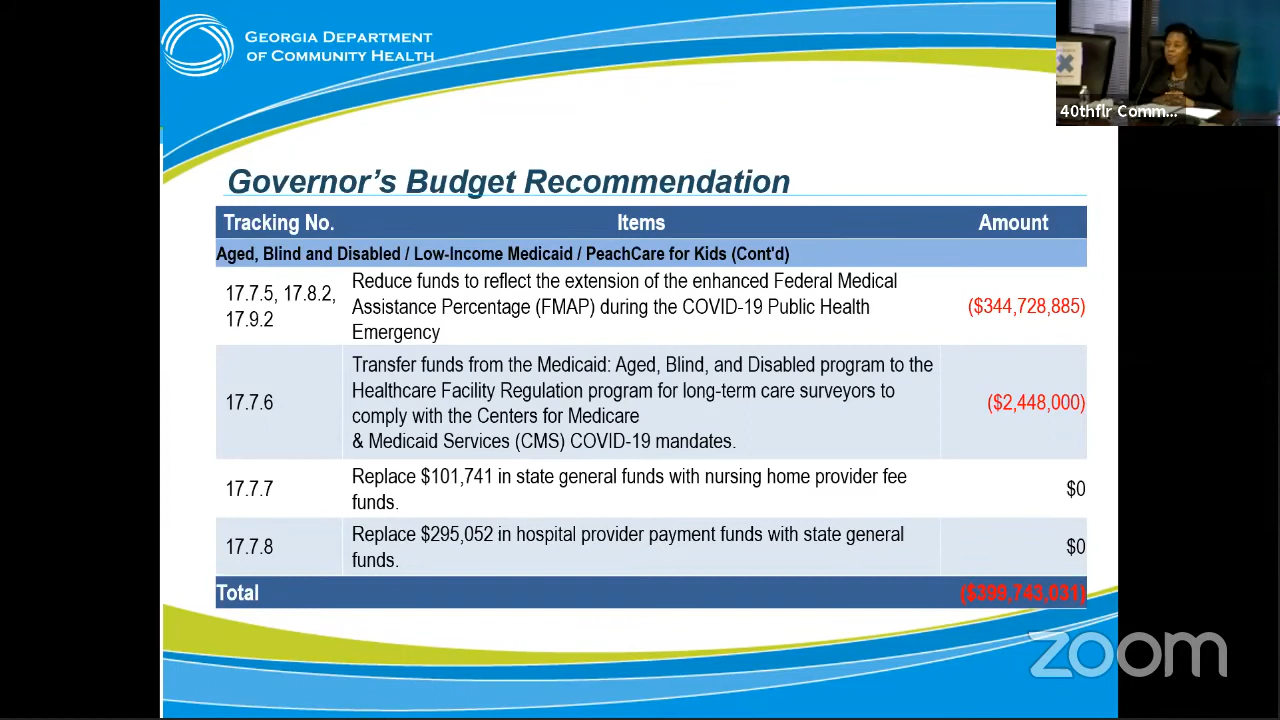 GEORGIA DEPARTMENT
OF COMMUNITY HEALTH
40thflr Comm...
Governor's Budget Recommendation
Tracking No. Items Amount
Aged, Blind and Disabled / Low-Income Medicaid / PeachCare for Kids (Cont'd)
17.7.5, 17.8.2,
17.9.2
Reduce funds to reflect the extension of the enhanced Federal Medical
Assistance Percentage (FMAP) during the COVID-19 Public Health
Emergency
($344,728,885)
17.7.6
Transfer funds from the Medicaid: Aged, Blind, and Disabled program to the
Healthcare Facility Regulation program for long-term care surveyors to
comply with the Centers for Medicare
& Medicaid Services (CMS) COVID-19 mandates.
($2,448,000)
17.7.7
Replace $101,741 in state general funds with nursing home provider fee
funds.
$0
17.7.8
Replace $295,052 in hospital provider payment funds with state general
funds.
$0
Total ($399,743,031)
zoom